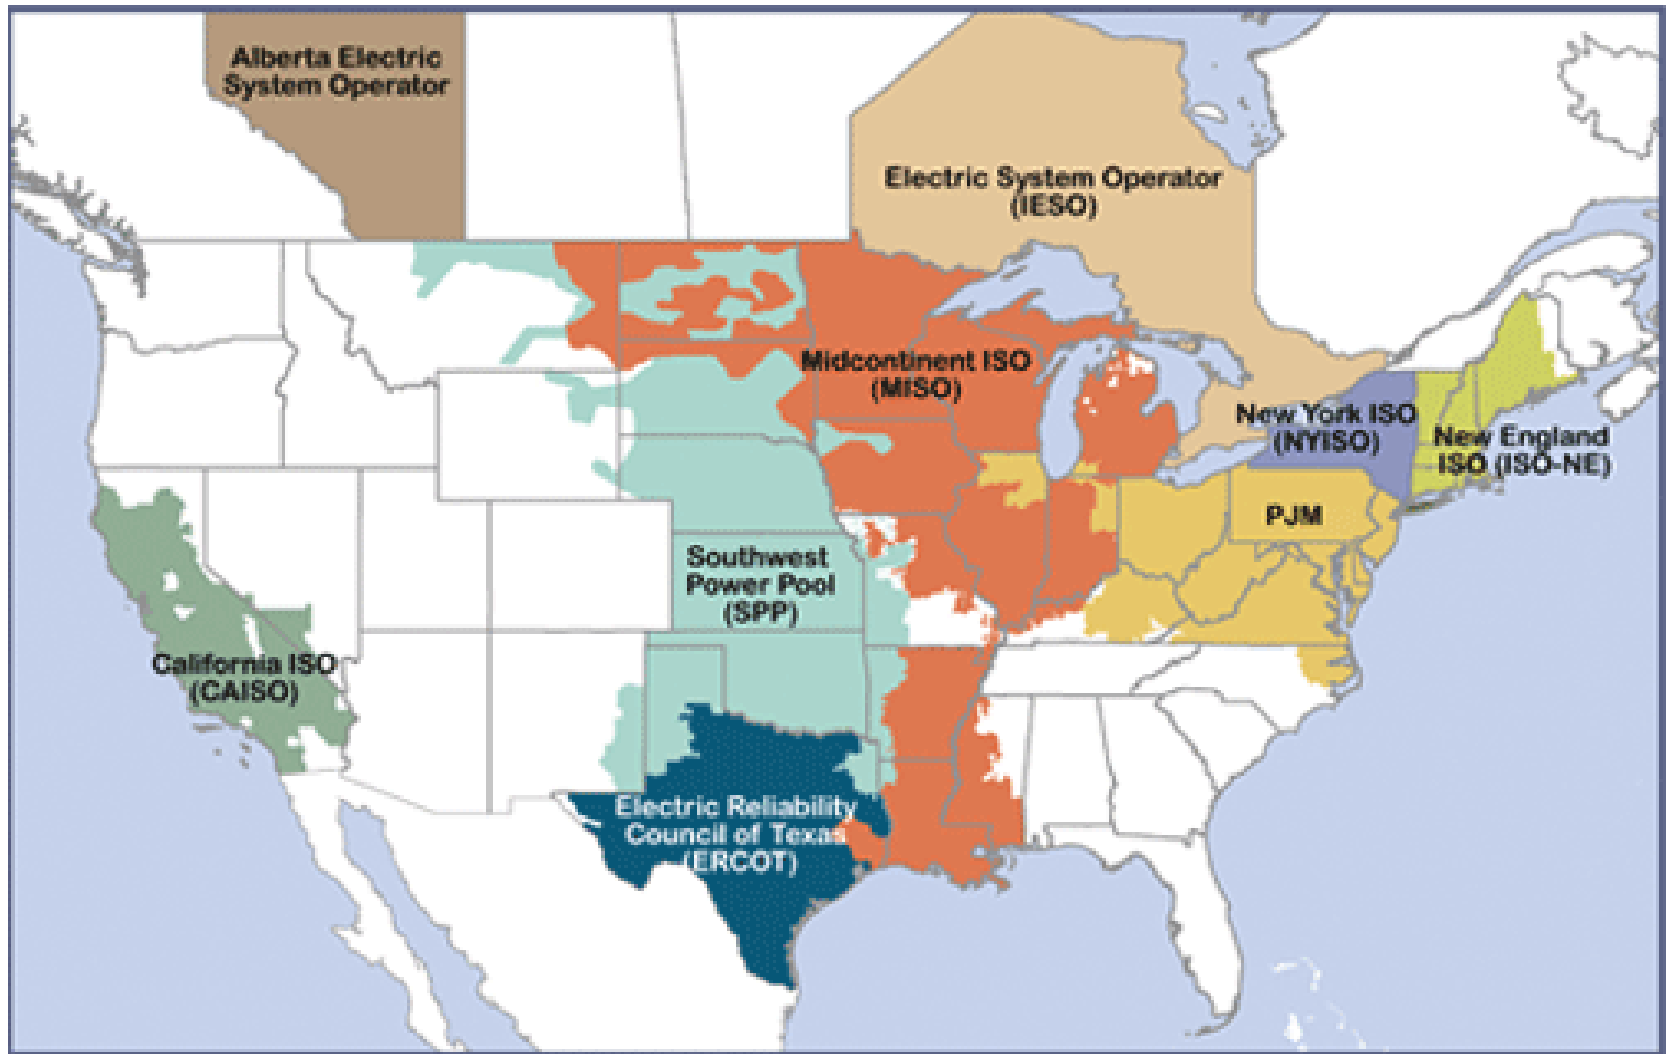 Alberta Electric
System Operator
Electric System Operator
(IESO)
Midcontinent ISO
(MISO)
New York ISO
(NYISO)
New England
ISO (ISO-NE)
PJM
Southwest
Power Pool
(SPP)
California ISO
(CAISO)
Electric Reliability
Council of Texas
(ERCOT)